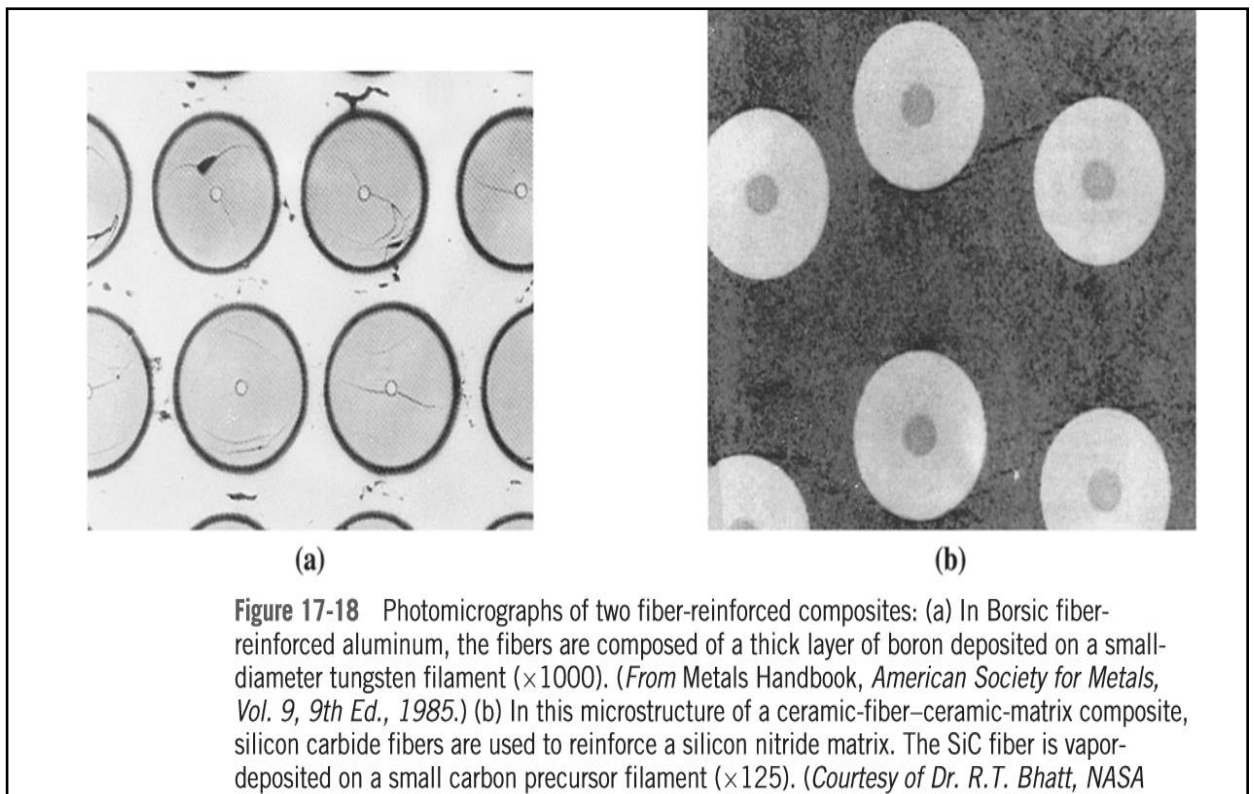 (a)
(b)
Figure 17-18 Photomicrographs of two fiber-reinforced composites: (a) In Borsic fiber-
reinforced aluminum, the fibers are composed of a thick layer of boron deposited on a small-
diameter tungsten filament (×1000). (From Metals Handbook, American Society for Metals,
Vol. 9, 9th Ed., 1985.) (b) In this microstructure of a ceramic-fiber–ceramic-matrix composite,
silicon carbide fibers are used to reinforce a silicon nitride matrix. The SiC fiber is vapor-
deposited on a small carbon precursor filament (×125). (Courtesy of Dr. R.T. Bhatt, NASA